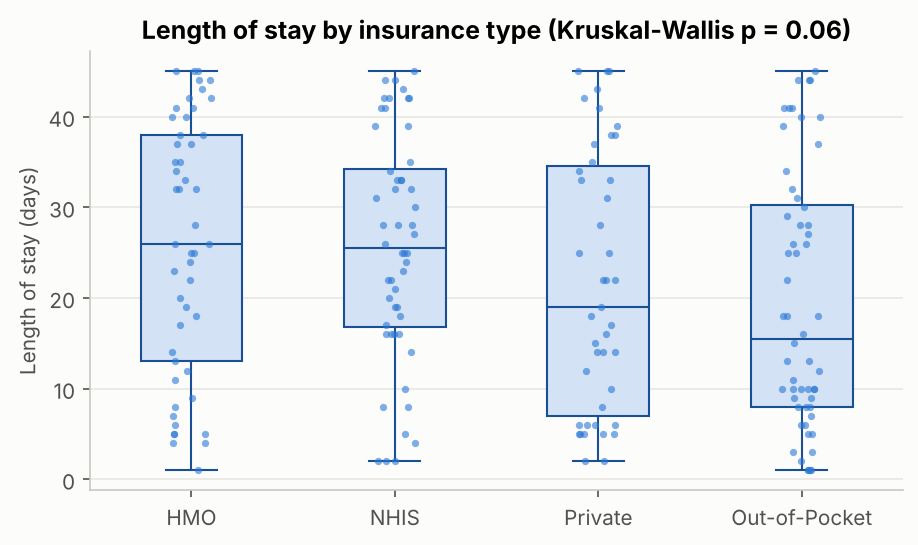 Length of stay by insurance type (Kruskal-Wallis p = 0.06)
Length of stay (days)
40
30
20
10
0
HMO
NHIS
Private
Out-of-Pocket